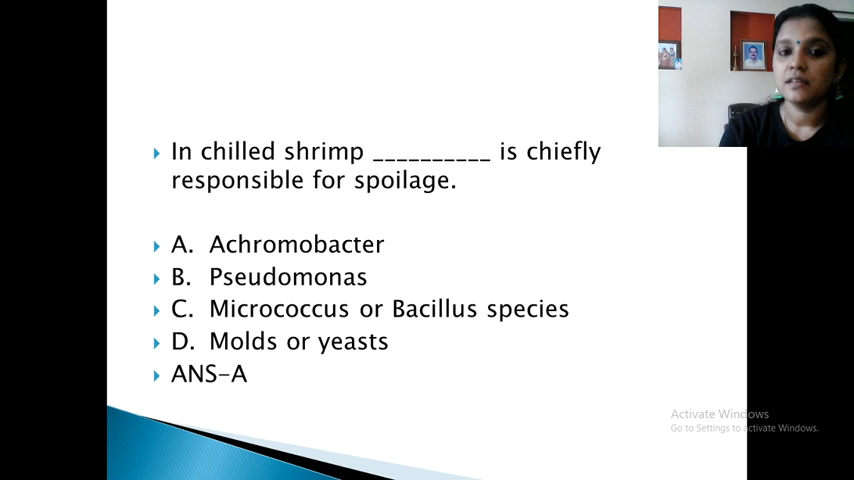 In chilled shrimp __________ is chiefly
responsible for spoilage.
A. Achromobacter
B. Pseudomonas
C. Micrococcus or Bacillus species
D. Molds or yeasts
ANS-A
Activate Windows
Go to Settings to activate Windows.